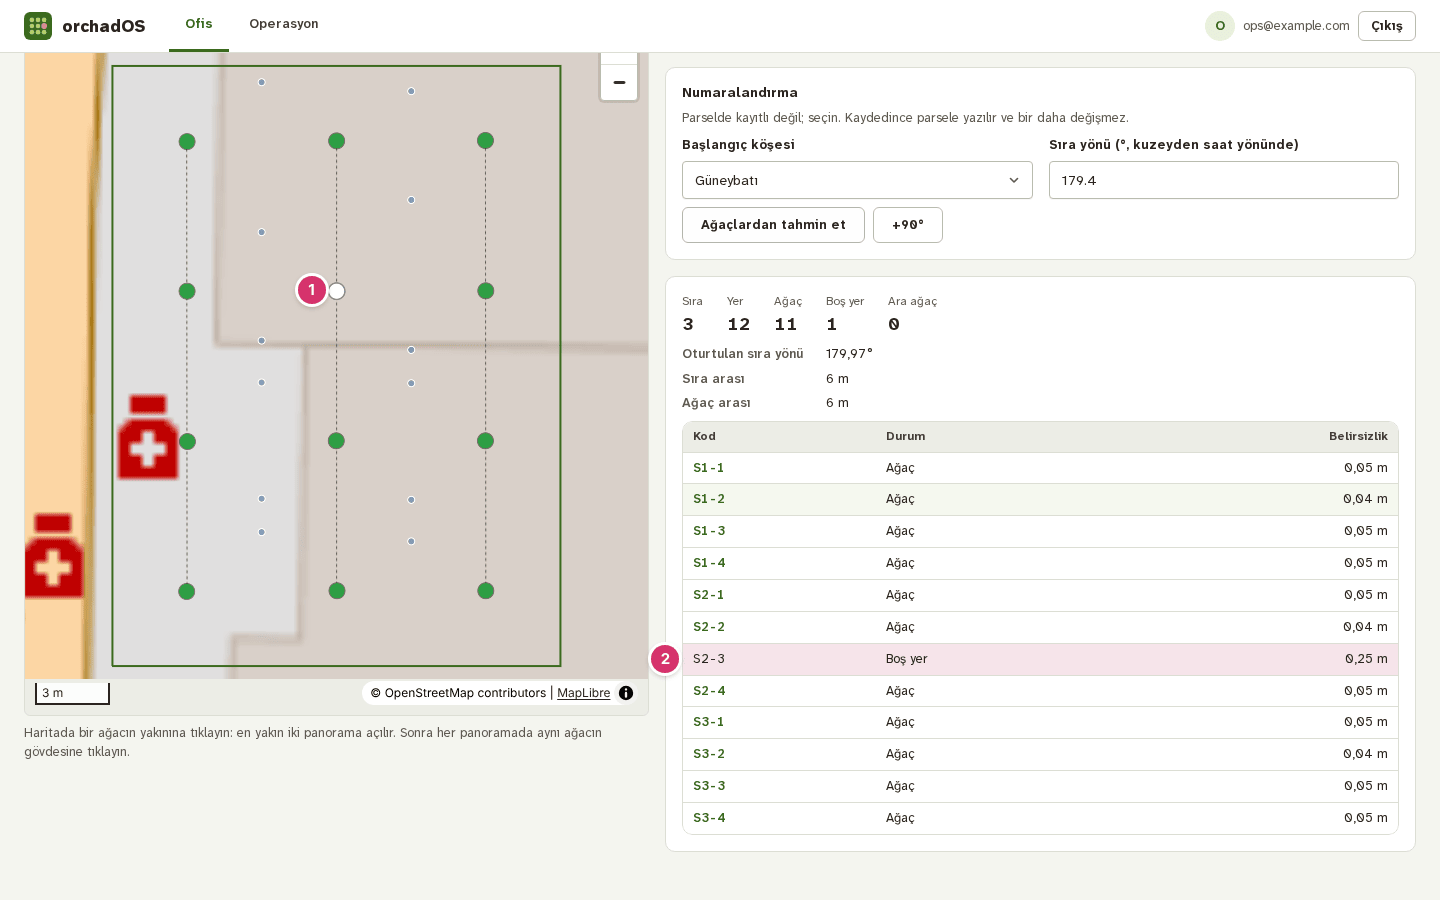 orchadOS
Ofis
Operasyon
O
ops@example.com
Çıkış
1
3 m
© OpenStreetMap contributors | MapLibre
Haritada bir ağacın yakınına tıklayın: en yakın iki panorama açılır. Sonra her panoramada aynı ağacın
gövdesine tıklayın.
Numaralandırma
Parselde kayıtlı değil; seçin. Kaydedince parsele yazılır ve bir daha değişmez.
Başlangıç köşesi
Sıra yönü (°, kuzeyden saat yönünde)
Güneybatı
179.4
Ağaçlardan tahmin et
+90°
Sıra Yer Ağaç Boş yer Ara ağaç
3 12 11 1 0
Oturtulan sıra yönü 179,97°
Sıra arası 6 m
Ağaç arası 6 m
Kod Durum Belirsizlik
S1-1 Ağaç 0,05 m
S1-2 Ağaç 0,04 m
S1-3 Ağaç 0,05 m
S1-4 Ağaç 0,05 m
S2-1 Ağaç 0,05 m
S2-2 Ağaç 0,04 m
2 S2-3 Boş yer 0,25 m
S2-4 Ağaç 0,05 m
S3-1 Ağaç 0,05 m
S3-2 Ağaç 0,04 m
S3-3 Ağaç 0,05 m
S3-4 Ağaç 0,05 m